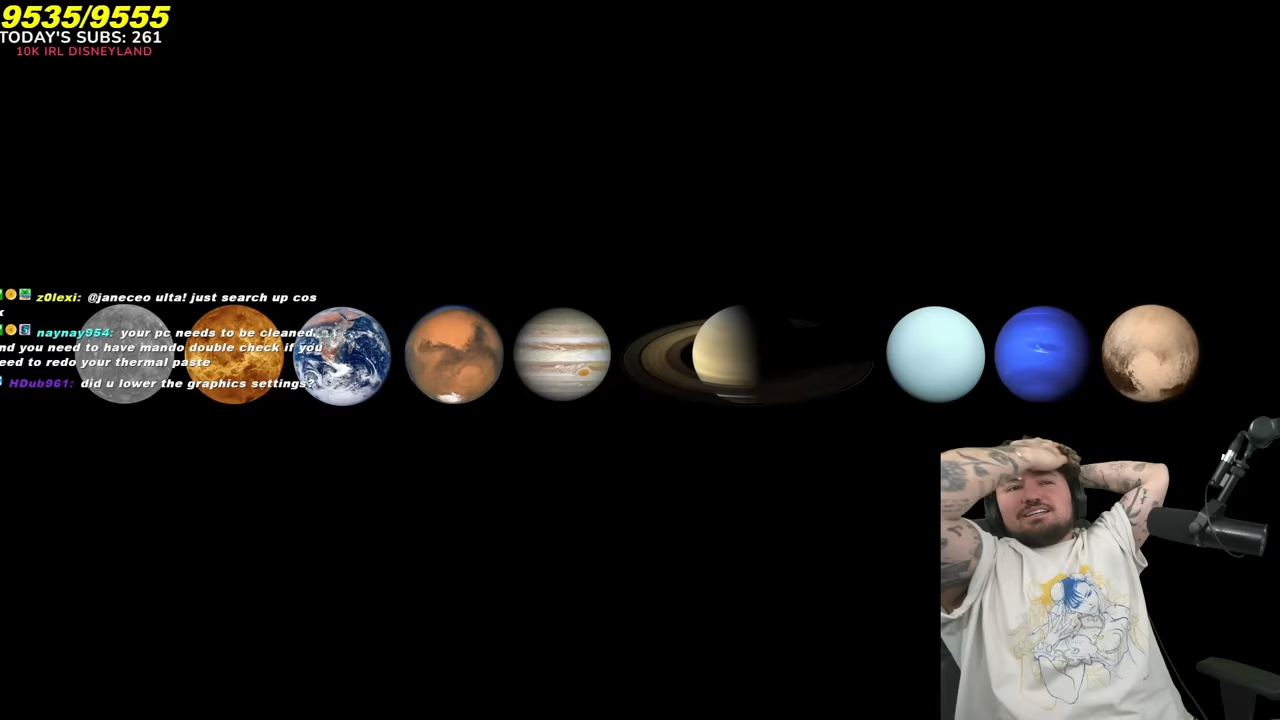 9535/9555
TODAY'S SUBS: 261
10K IRL DISNEYLAND
z0lexi: @janeceo ulta! just search up cos
x
naynay954: your pc needs to be cleaned.
nd you need to have mando double check if you
eed to redo your thermal paste
HDub961: did u lower the graphics settings?